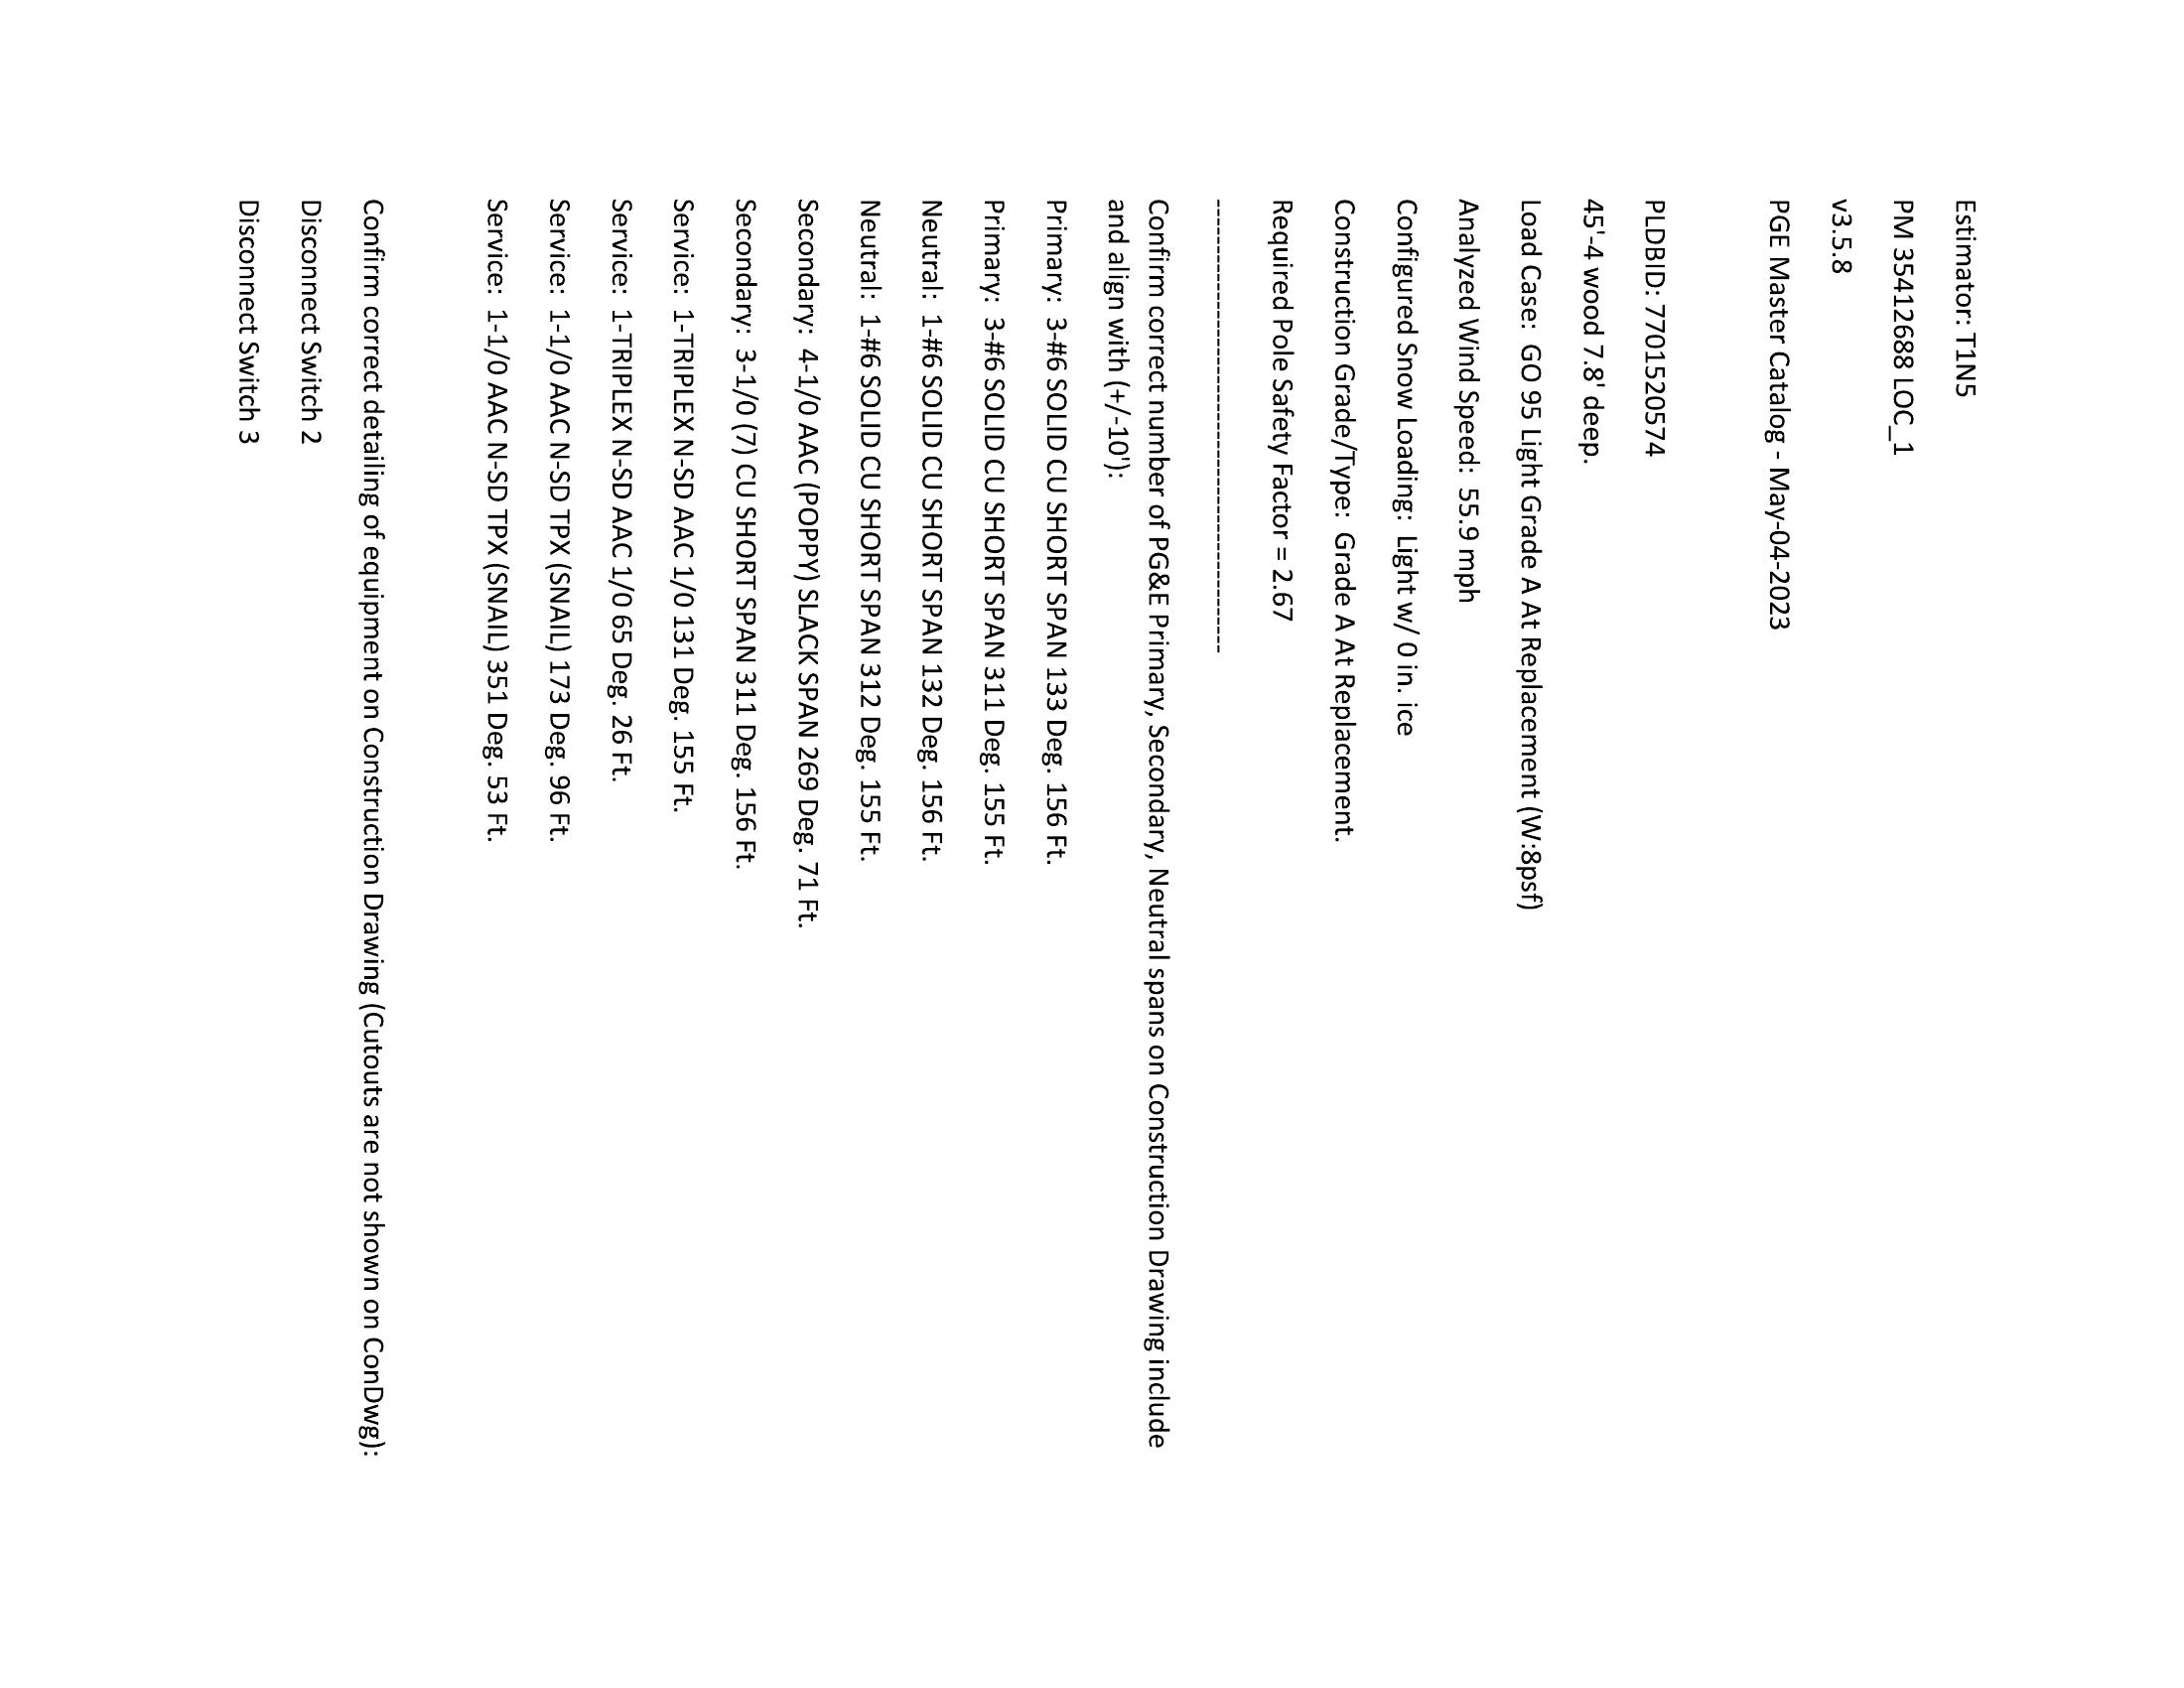 Estimator: T1N5
PM 35412688 LOC_1
v3.5.8
PGE Master Catalog - May-04-2023
PLDBID: 770152057​4
45'-4 wood 7.8' deep.
Load Case:  GO 95 Light Grade A At Replacement (W:8psf)
Analyzed Wind Speed:  55.9 mph
Configured Snow Loading:  Light w/ 0 in. ice
Construction Grade/Type:  Grade A At Replacement.
Required Pole Safety Factor = 2.67
------------------------------------------------------
Confirm correct number of PG&E Primary, Secondary, Neutral spans on Construction Drawing include
and align with (+/-10'):
Primary:  3-#6 SOLID CU SHORT SPAN 133 Deg. 156 Ft.
Primary:  3-#6 SOLID CU SHORT SPAN 311 Deg. 155 Ft.
Neutral:  1-#6 SOLID CU SHORT SPAN 132 Deg. 156 Ft.
Neutral:  1-#6 SOLID CU SHORT SPAN 312 Deg. 155 Ft.
Secondary:  4-1/0 AAC (POPPY) SLACK SPAN 269 Deg. 71 Ft.
Secondary:  3-1/0 (7) CU SHORT SPAN 311 Deg. 156 Ft.
Service:  1-TRIPLEX N-SD AAC 1/0 131 Deg. 155 Ft.
Service:  1-TRIPLEX N-SD AAC 1/0 65 Deg. 26 Ft.
Service:  1-1/0 AAC N-SD TPX (SNAIL) 173 Deg. 96 Ft.
Service:  1-1/0 AAC N-SD TPX (SNAIL) 351 Deg. 53 Ft.
Confirm correct detailing of equipment on Construction Drawing (Cutouts are not shown on ConDwg):
Disconnect Switch 2
Disconnect Switch 3